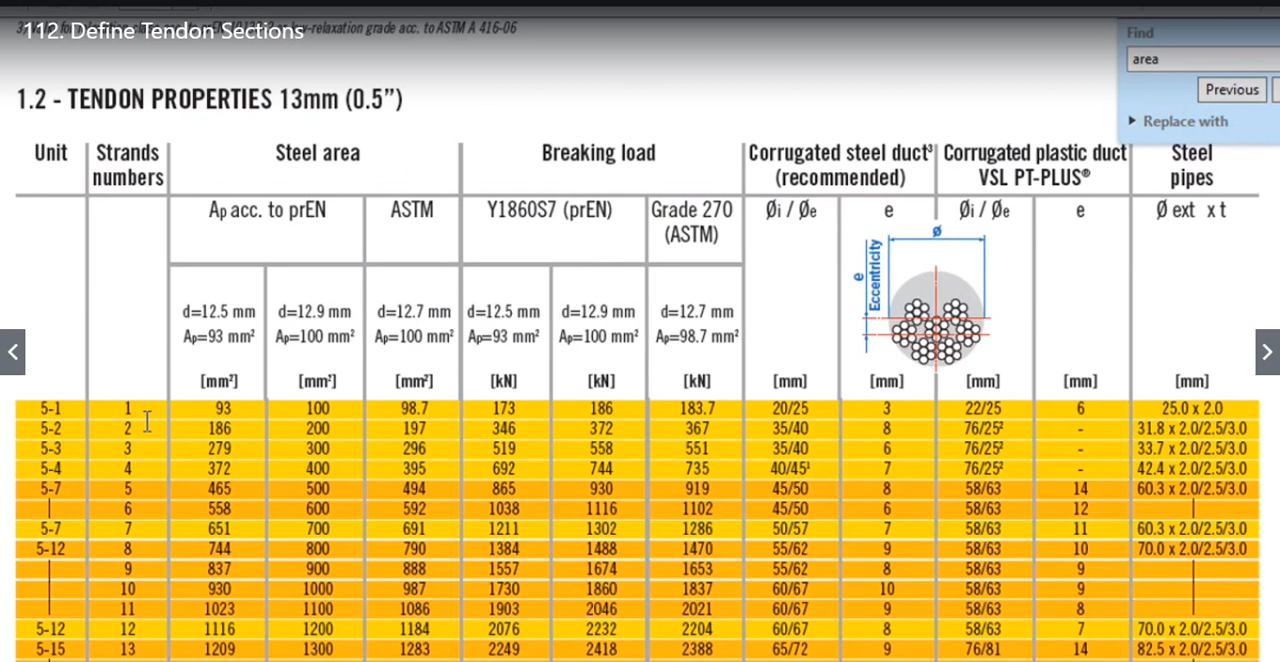 112. Define Tendon Sections
low-relaxation grade acc. to ASTM A 416-06
Find
area
Previous
Replace with
1.2 - TENDON PROPERTIES 13mm (0.5”)
Unit Strands numbers Steel area Breaking load Corrugated steel duct³ (recommended) Corrugated plastic duct VSL PT-PLUS® Steel pipes
Ap acc. to prEN ASTM Y1860S7 (prEN) Grade 270 (ASTM) Øi / Øe e Øi / Øe e Ø ext x t
ø
e
Eccentricity
d=12.5 mm d=12.9 mm d=12.7 mm d=12.5 mm d=12.9 mm d=12.7 mm
Ap=93 mm² Ap=100 mm² Ap=100 mm² Ap=93 mm² Ap=100 mm² Ap=98.7 mm²
[mm²] [mm²] [mm²] [kN] [kN] [kN] [mm] [mm] [mm] [mm] [mm]
5-1 1 93 100 98.7 173 186 183.7 20/25 3 22/25 6 25.0 x 2.0
5-2 2 186 200 197 346 372 367 35/40 8 76/25² - 31.8 x 2.0/2.5/3.0
5-3 3 279 300 296 519 558 551 35/40 6 76/25² - 33.7 x 2.0/2.5/3.0
5-4 4 372 400 395 692 744 735 40/45¹ 7 76/25² - 42.4 x 2.0/2.5/3.0
5-7 5 465 500 494 865 930 919 45/50 8 58/63 14 60.3 x 2.0/2.5/3.0
6 558 600 592 1038 1116 1102 45/50 6 58/63 12
5-7 7 651 700 691 1211 1302 1286 50/57 7 58/63 11 60.3 x 2.0/2.5/3.0
5-12 8 744 800 790 1384 1488 1470 55/62 9 58/63 10 70.0 x 2.0/2.5/3.0
9 837 900 888 1557 1674 1653 55/62 8 58/63 9
10 930 1000 987 1730 1860 1837 60/67 10 58/63 9
11 1023 1100 1086 1903 2046 2021 60/67 9 58/63 8
5-12 12 1116 1200 1184 2076 2232 2204 60/67 8 58/63 7 70.0 x 2.0/2.5/3.0
5-15 13 1209 1300 1283 2249 2418 2388 65/72 9 76/81 14 82.5 x 2.0/2.5/3.0